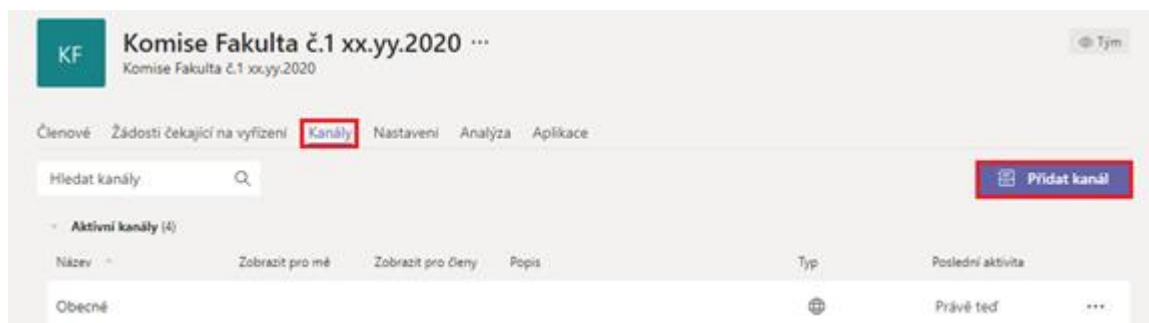 KF
Komise Fakulta č.1 xx.yy.2020 ...
Komise Fakulta č.1 xx.yy.2020
Tým
Členové Žádosti čekající na vyřízení Kanály Nastavení Analýza Aplikace
Hledat kanály
Přidat kanál
Aktivní kanály (4)
Název Zobrazit pro mě Zobrazit pro členy Popis Typ Poslední aktivita
Obecné Právě teď ...